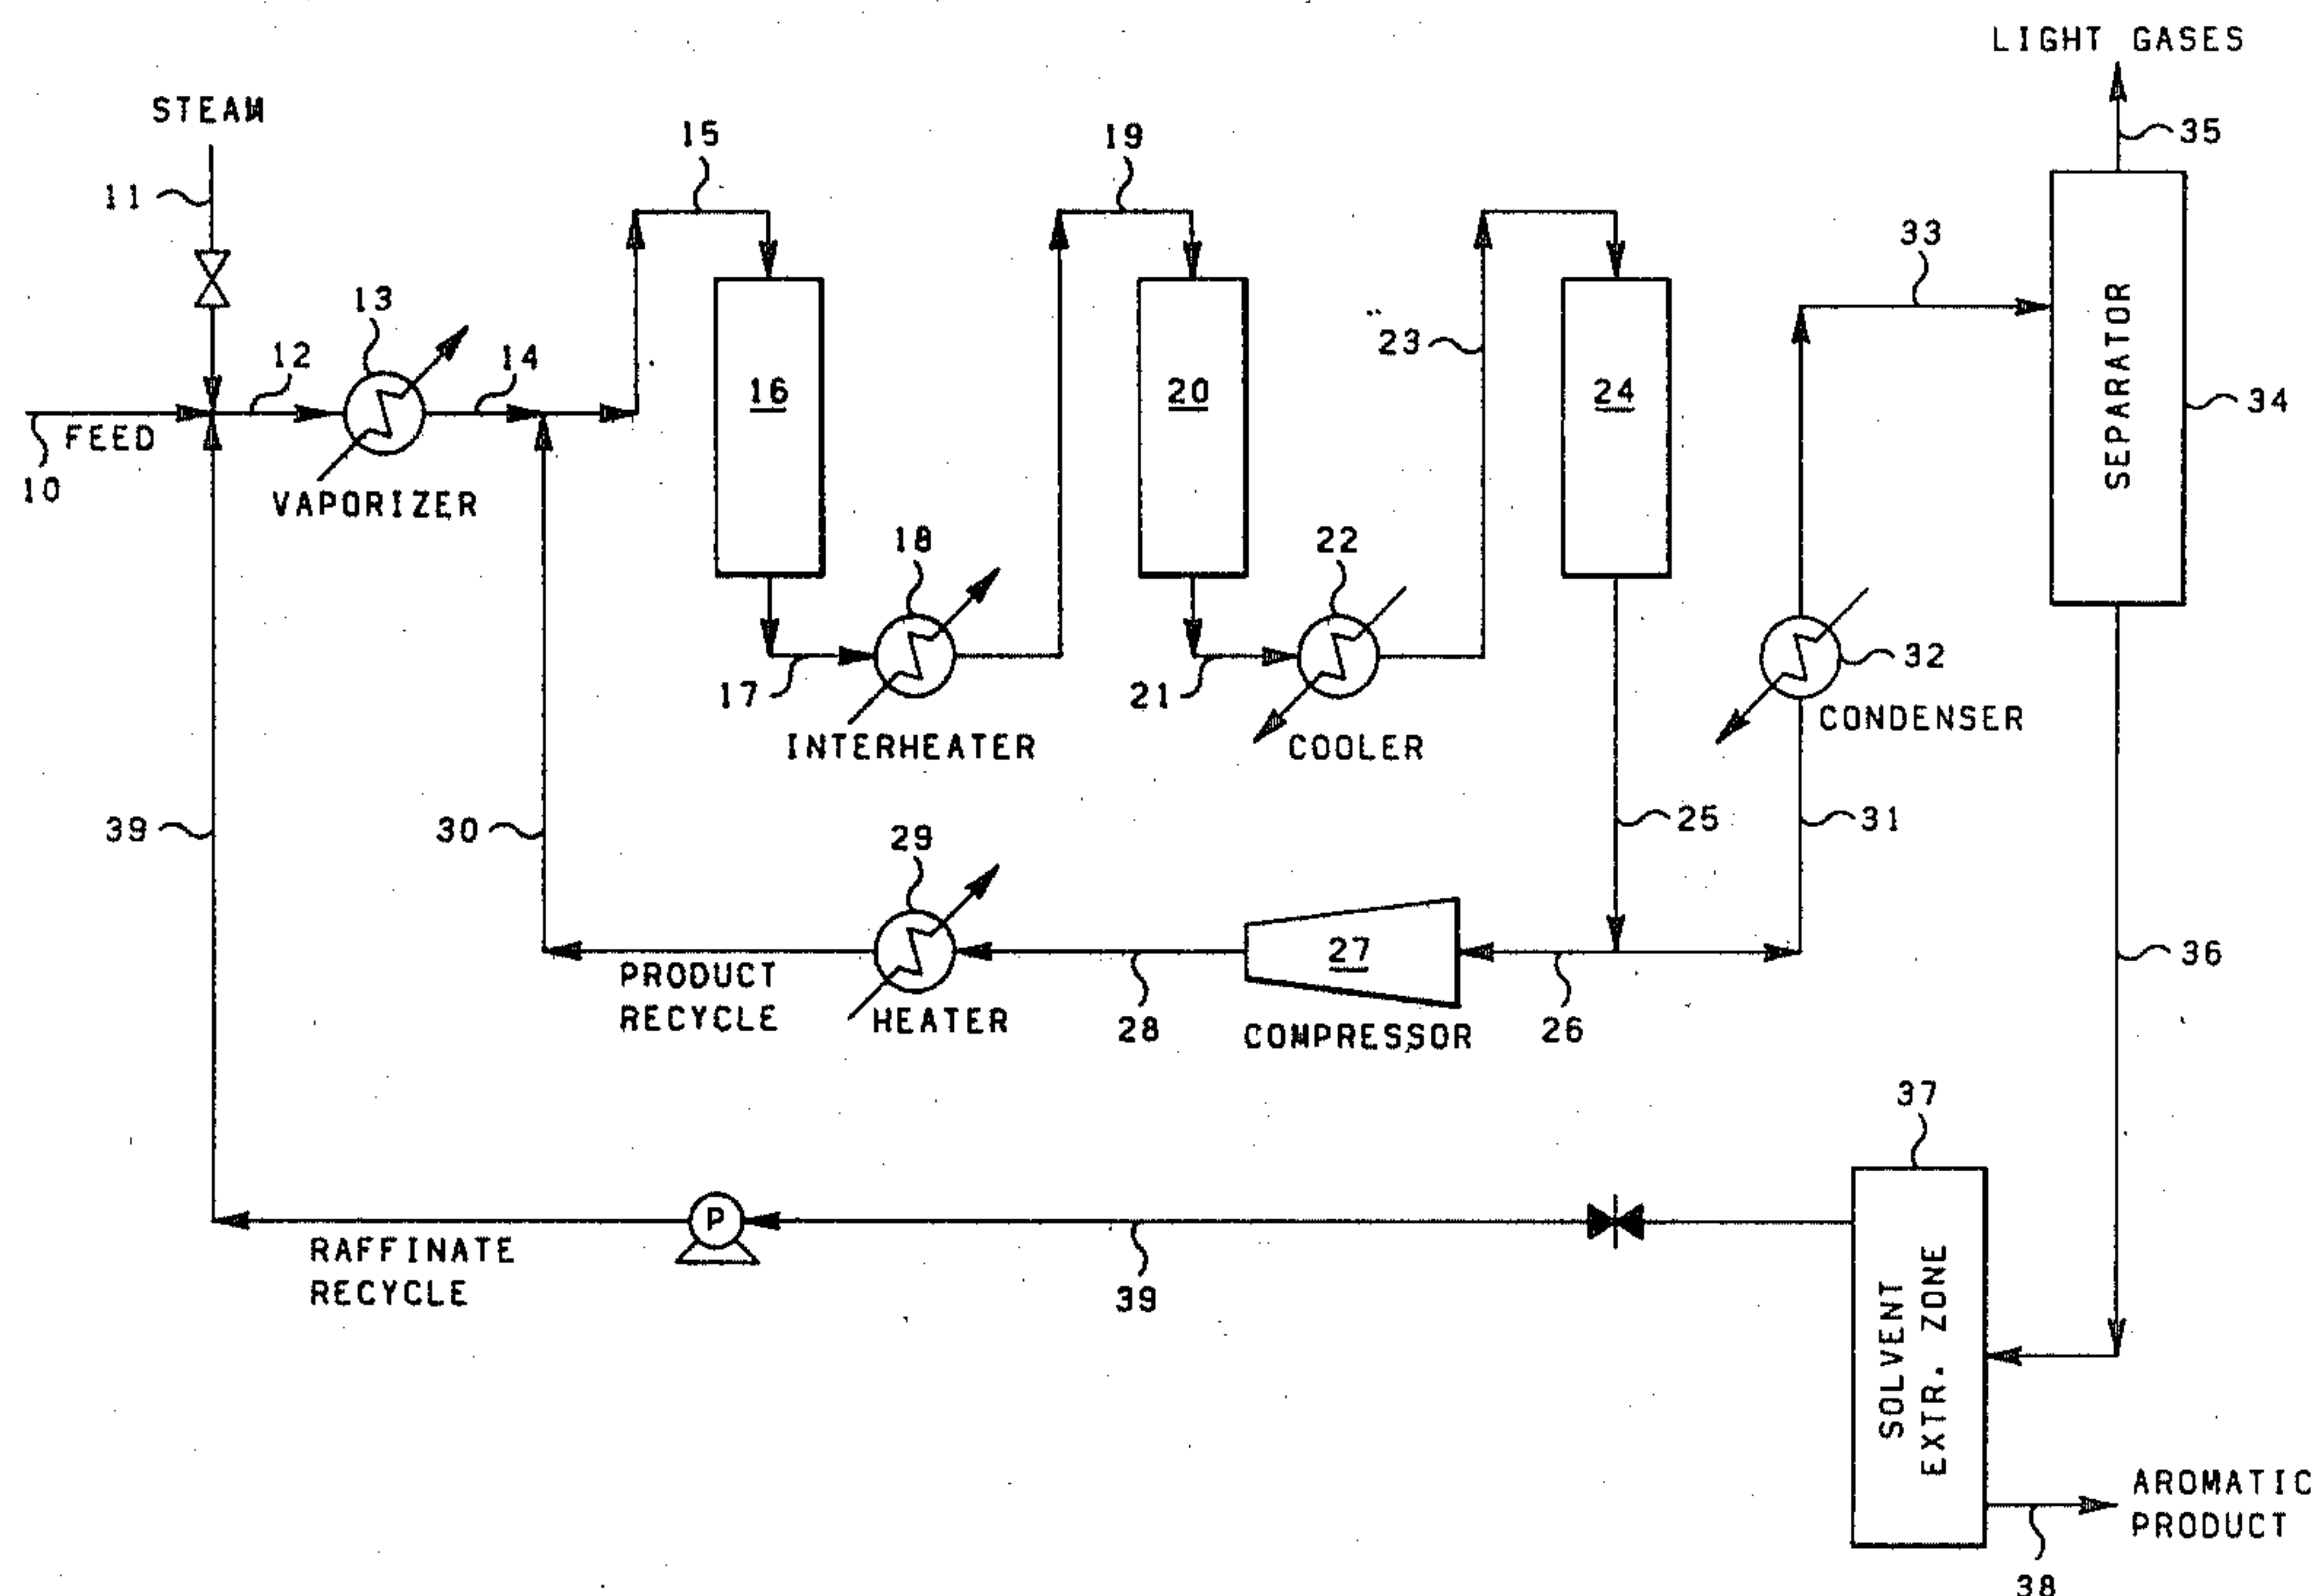 LIGHT GASES
STEAM
35
15
19
11
33
13
12
14
23
16
20
24
SEPARATOR
34
FEED
10
VAPORIZER
18
22
32
17
21
CONDENSER
INTERHEATER
COOLER
39
30
29
25
31
27
36
PRODUCT
RECYCLE
HEATER
28
COMPRESSOR
26
37
P
RAFFINATE
RECYCLE
39
SOLVENT
EXTR. ZONE
AROMATIC
PRODUCT
38